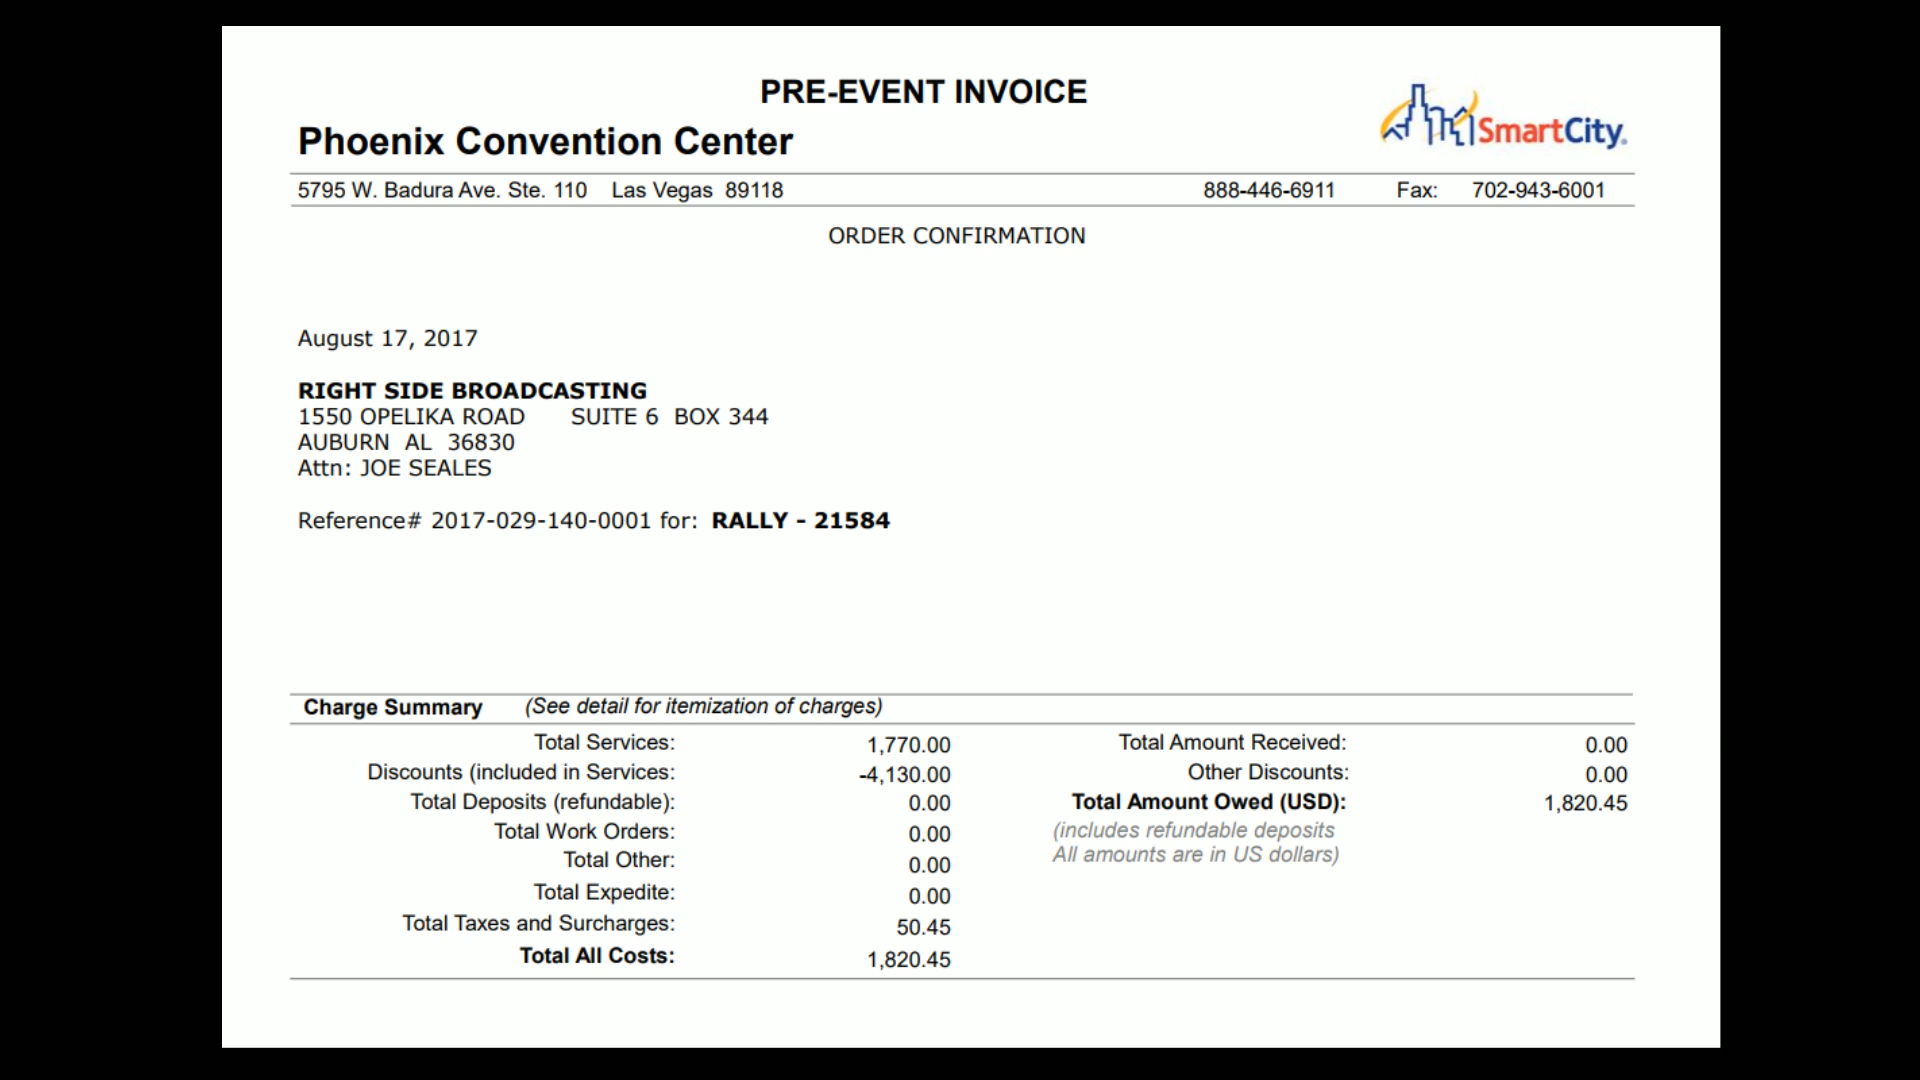 PRE-EVENT INVOICE
Phoenix Convention Center
SmartCity.
5795 W. Badura Ave. Ste. 110 Las Vegas 89118 888-446-6911 Fax: 702-943-6001
ORDER CONFIRMATION
August 17, 2017
RIGHT SIDE BROADCASTING
1550 OPELIKA ROAD SUITE 6 BOX 344
AUBURN AL 36830
Attn: JOE SEALES
Reference# 2017-029-140-0001 for: RALLY - 21584
Charge Summary (See detail for itemization of charges)
Total Services: 1,770.00 Total Amount Received: 0.00
Discounts (included in Services: -4,130.00 Other Discounts: 0.00
Total Deposits (refundable): 0.00 Total Amount Owed (USD): 1,820.45
Total Work Orders: 0.00 (includes refundable deposits
Total Other: 0.00 All amounts are in US dollars)
Total Expedite: 0.00
Total Taxes and Surcharges: 50.45
Total All Costs: 1,820.45